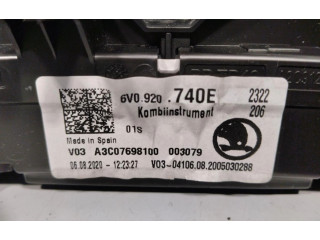 6V0.920 .740E 2322
Kombiinstrument 206
01S
Made in Spain
V03 A3C07698100 003079
06.08.2020 - 12:23:27 V03-04106.08.2005030288